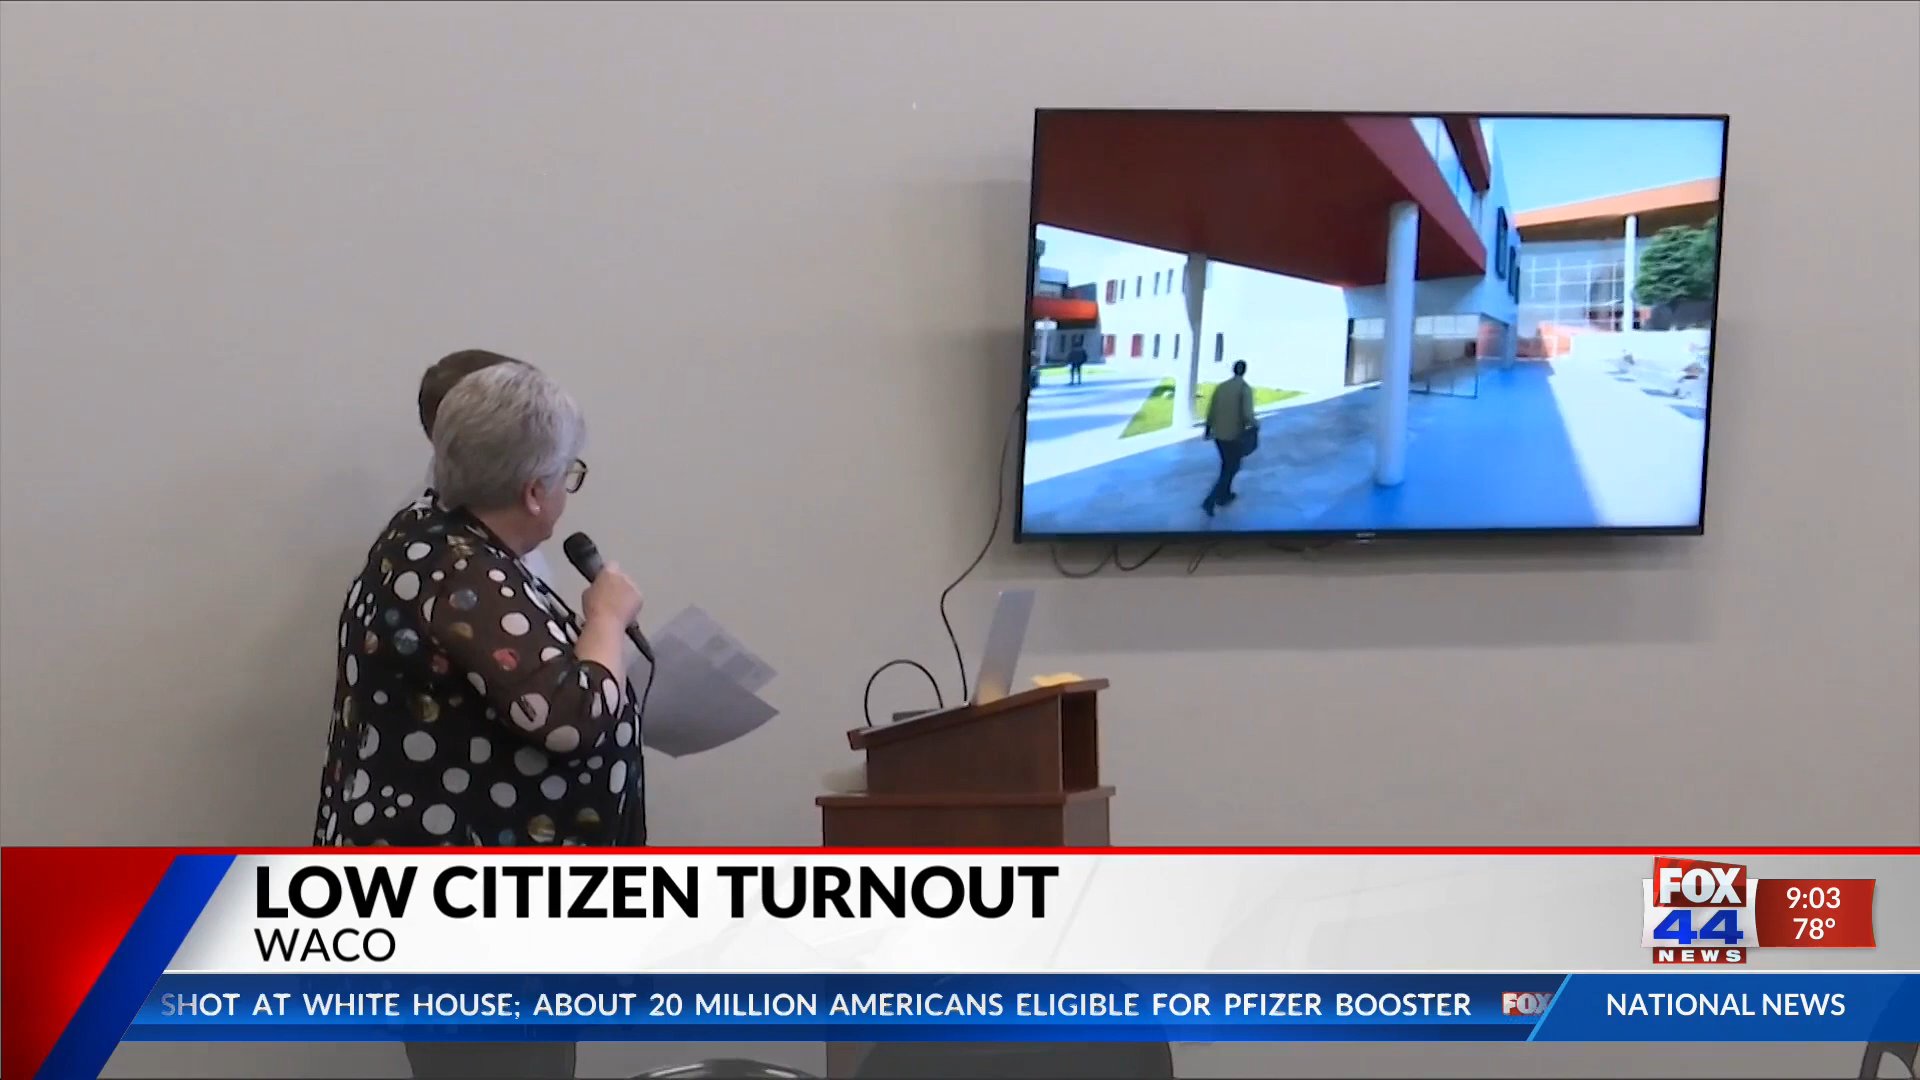 LOW CITIZEN TURNOUT
WACO
FOX
44
NEWS
9:03
78°
SHOT AT WHITE HOUSE; ABOUT 20 MILLION AMERICANS ELIGIBLE FOR PFIZER BOOSTER
FOX
NATIONAL NEWS